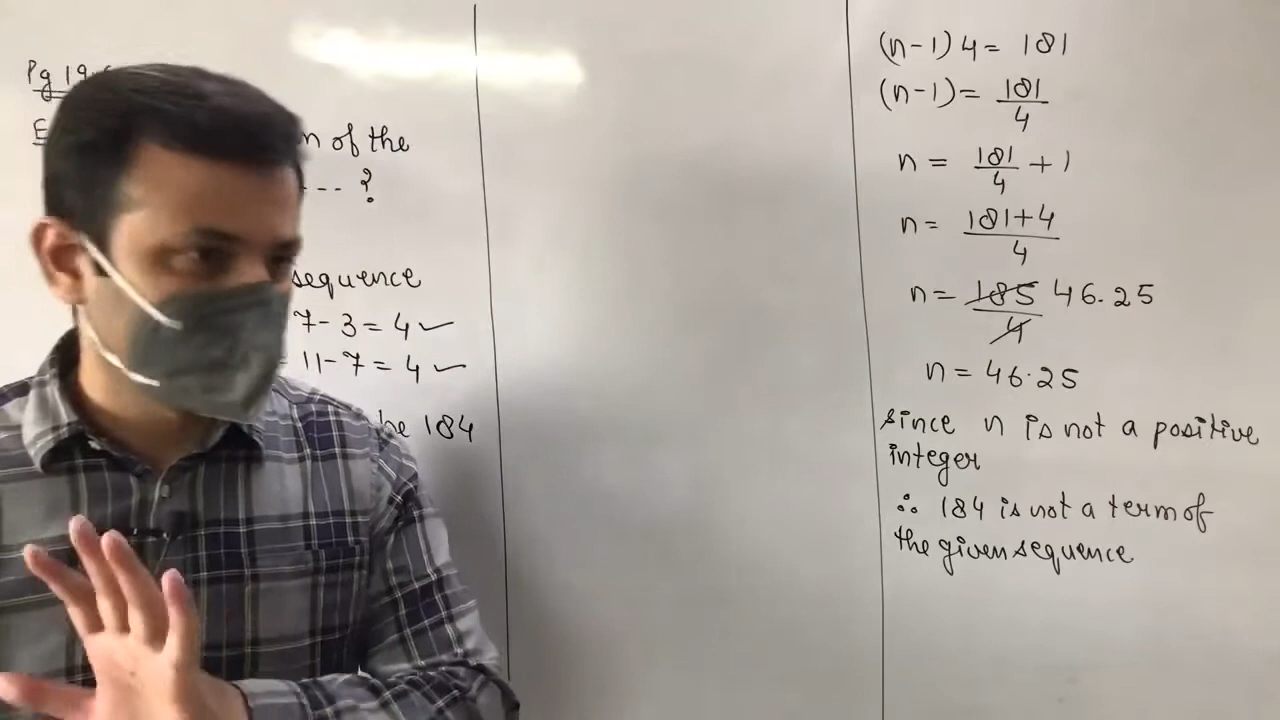 Pg 19.
E
n of the
--- ?
sequence
7-3 = 4 ✓
= 11-7 = 4 ✓
be 184
(n-1) 4 = 181
(n-1) = 181/4
n = 181/4 + 1
n = 181+4/4
n = 185/4 46.25
n = 46.25
since n is not a positive
integer
∴ 184 is not a term of
the given sequence